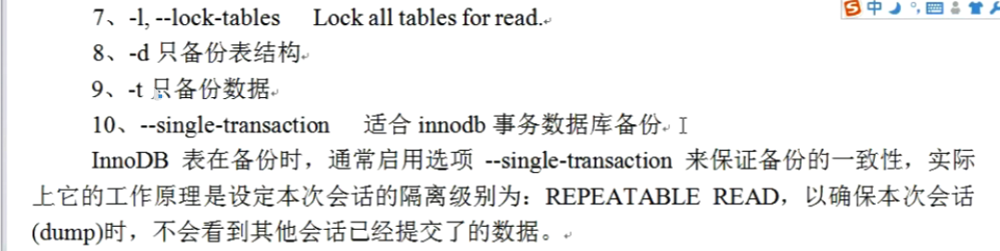 中
7、-l, --lock-tables Lock all tables for read.
8、-d 只备份表结构
9、-t 只备份数据
10、--single-transaction 适合 innodb 事务数据库备份
InnoDB 表在备份时，通常启用选项 --single-transaction 来保证备份的一致性，实际
上它的工作原理是设定本次会话的隔离级别为：REPEATABLE READ，以确保本次会话
(dump)时，不会看到其他会话已经提交了的数据。